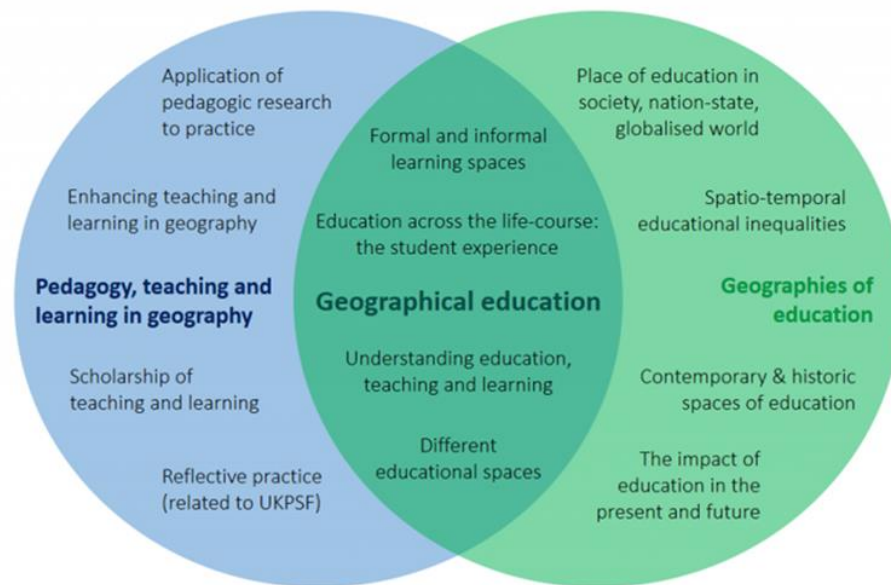 Application of
pedagogic research
to practice
Enhancing teaching and
learning in geography
Pedagogy, teaching and
learning in geography
Scholarship of
teaching and learning
Reflective practice
(related to UKPSF)
Formal and informal
learning spaces
Education across the life-course:
the student experience
Geographical education
Understanding education,
teaching and learning
Different
educational spaces
Place of education in
society, nation-state,
globalised world
Spatio-temporal
educational inequalities
Geographies of
education
Contemporary & historic
spaces of education
The impact of
education in the
present and future